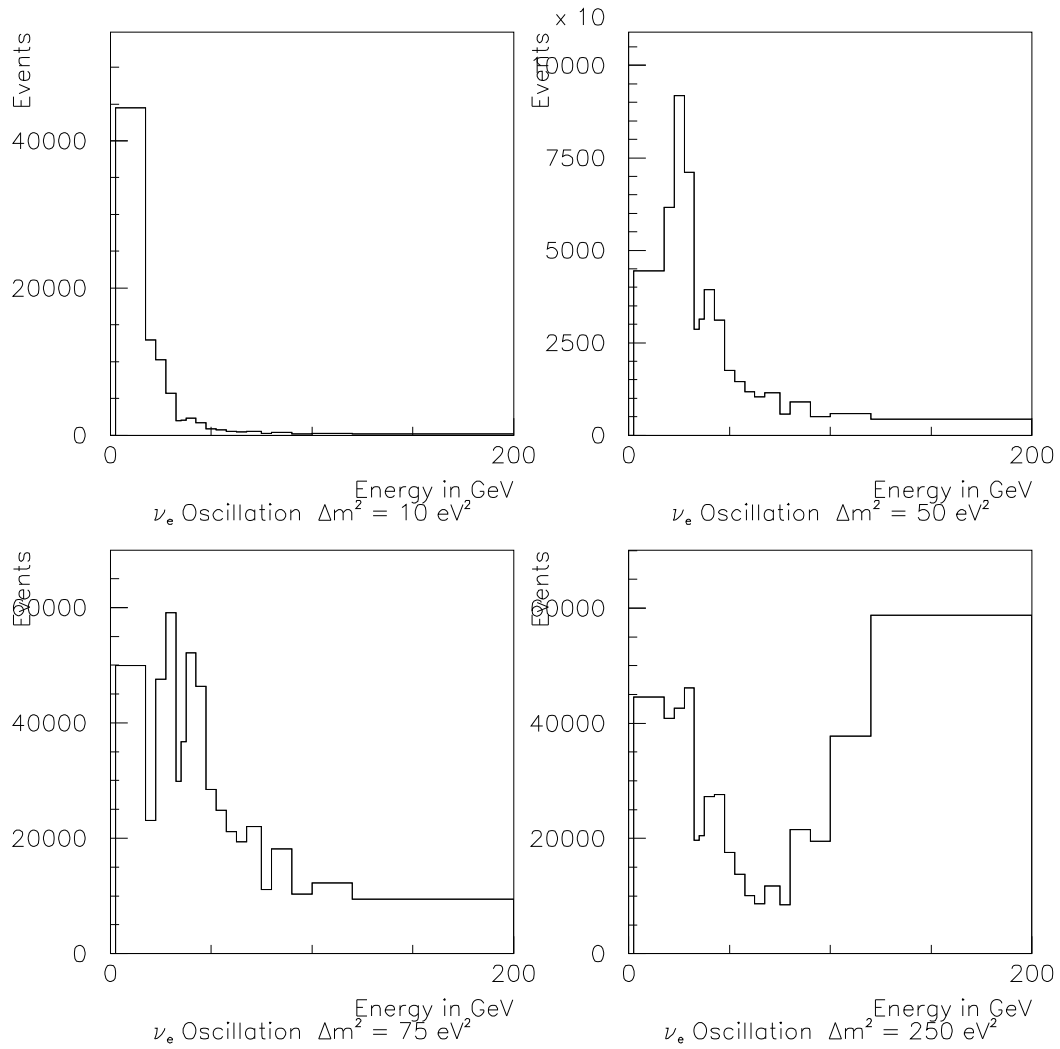 Events
40000
20000
0
0 200
Energy in GeV
νₑ Oscillation Δm² = 10 eV²
x 10
Events
10000
7500
5000
2500
0
0 200
Energy in GeV
νₑ Oscillation Δm² = 50 eV²
Events
60000
40000
20000
0
0 200
Energy in GeV
νₑ Oscillation Δm² = 75 eV²
Events
60000
40000
20000
0
0 200
Energy in GeV
νₑ Oscillation Δm² = 250 eV²